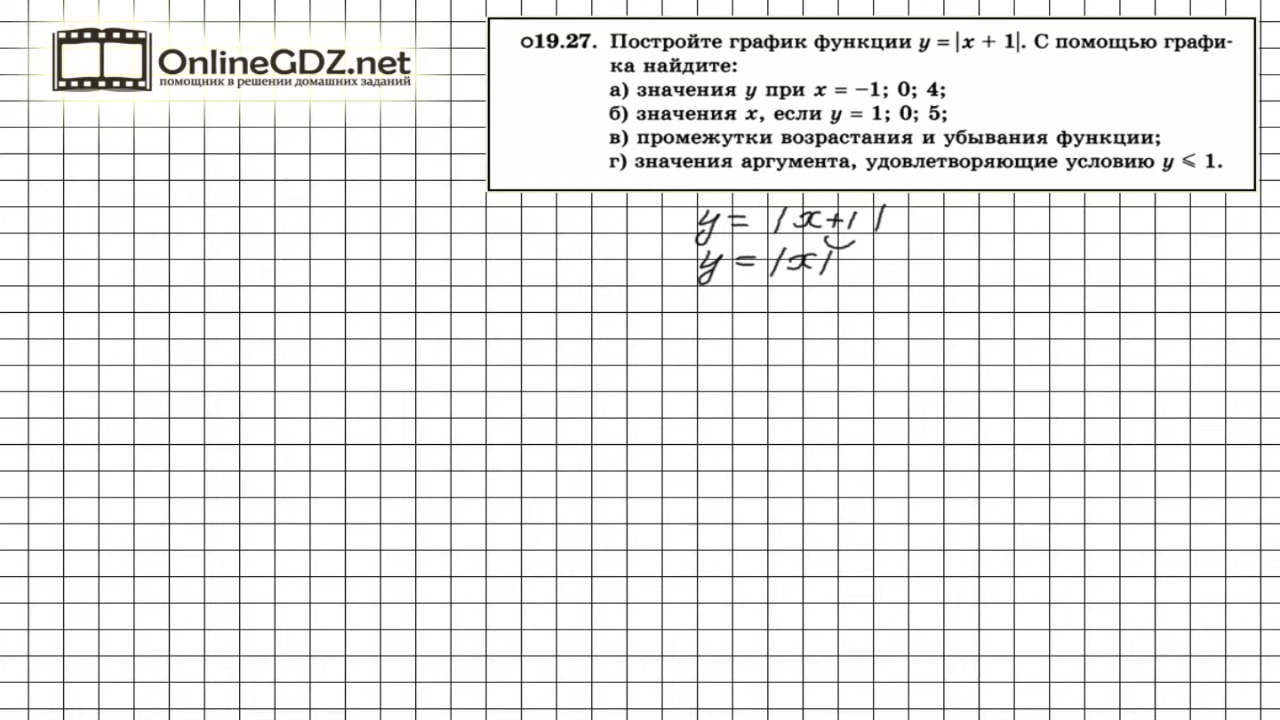 OnlineGDZ.net
помощник в решении домашних заданий
19.27. Постройте график функции y = |x + 1|. С помощью графи-
ка найдите:
а) значения y при x = −1; 0; 4;
б) значения x, если y = 1; 0; 5;
в) промежутки возрастания и убывания функции;
г) значения аргумента, удовлетворяющие условию y ⩽ 1.
y = |x+1|
y = |x|